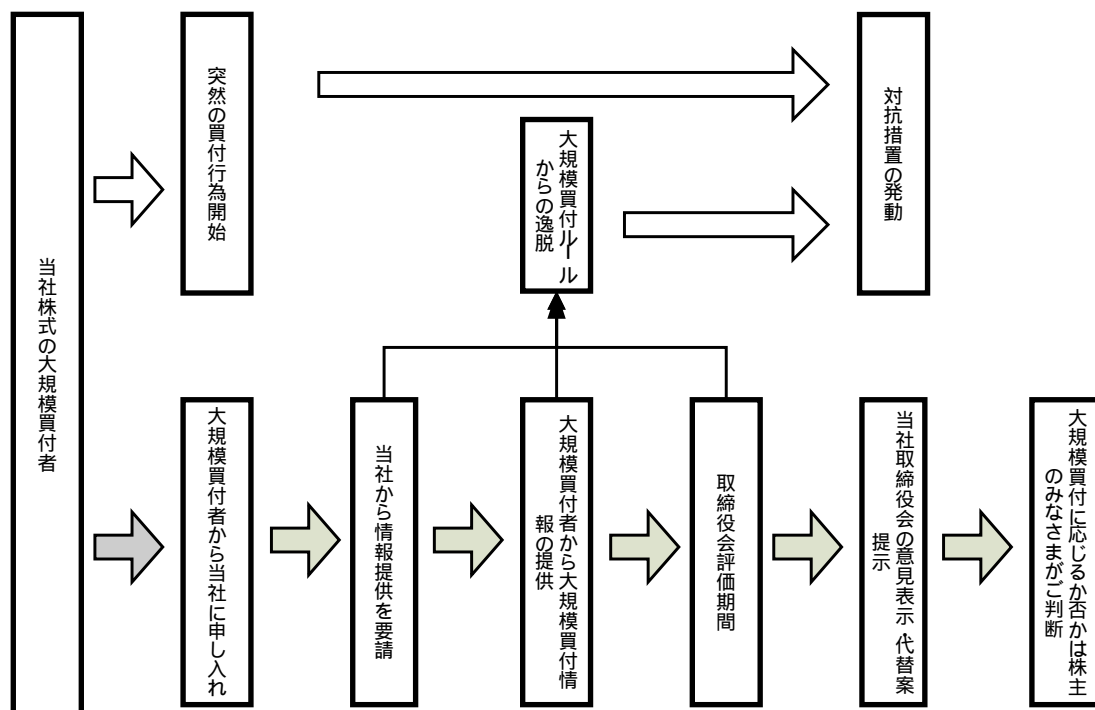 当社株式の大規模買付者
突然の買付行為開始
大規模買付ルール
からの逸脱
対抗措置の発動
大規模買付者から当社に申し入れ
当社から情報提供を要請
大規模買付者から大規模買付情
報の提供
取締役会評価期間
当社取締役会の意見表示・代替案
提示
大規模買付に応じるか否かは株主
のみなさまがご判断